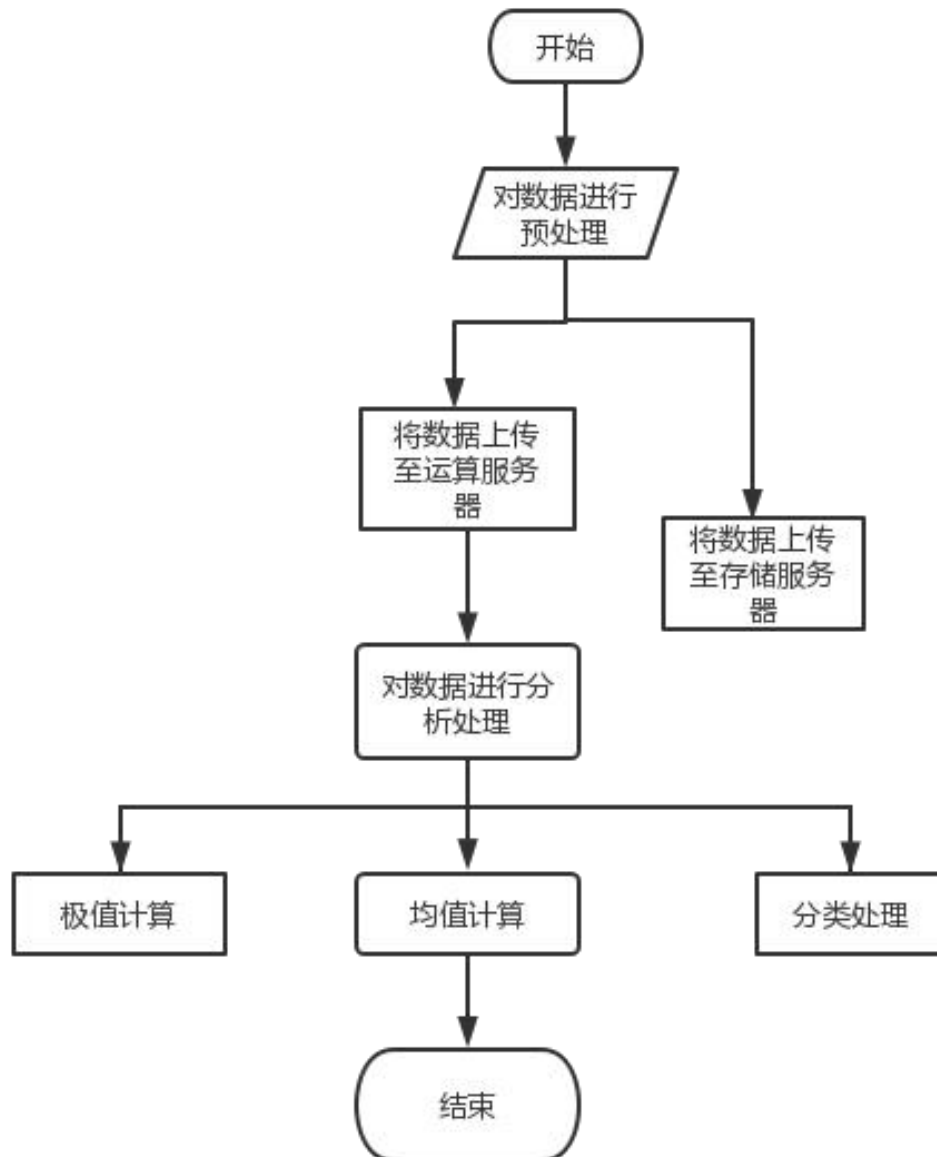 开始
对数据进行
预处理
将数据上传
至运算服务
器
将数据上传
至存储服务
器
对数据进行分
析处理
极值计算
均值计算
分类处理
结束